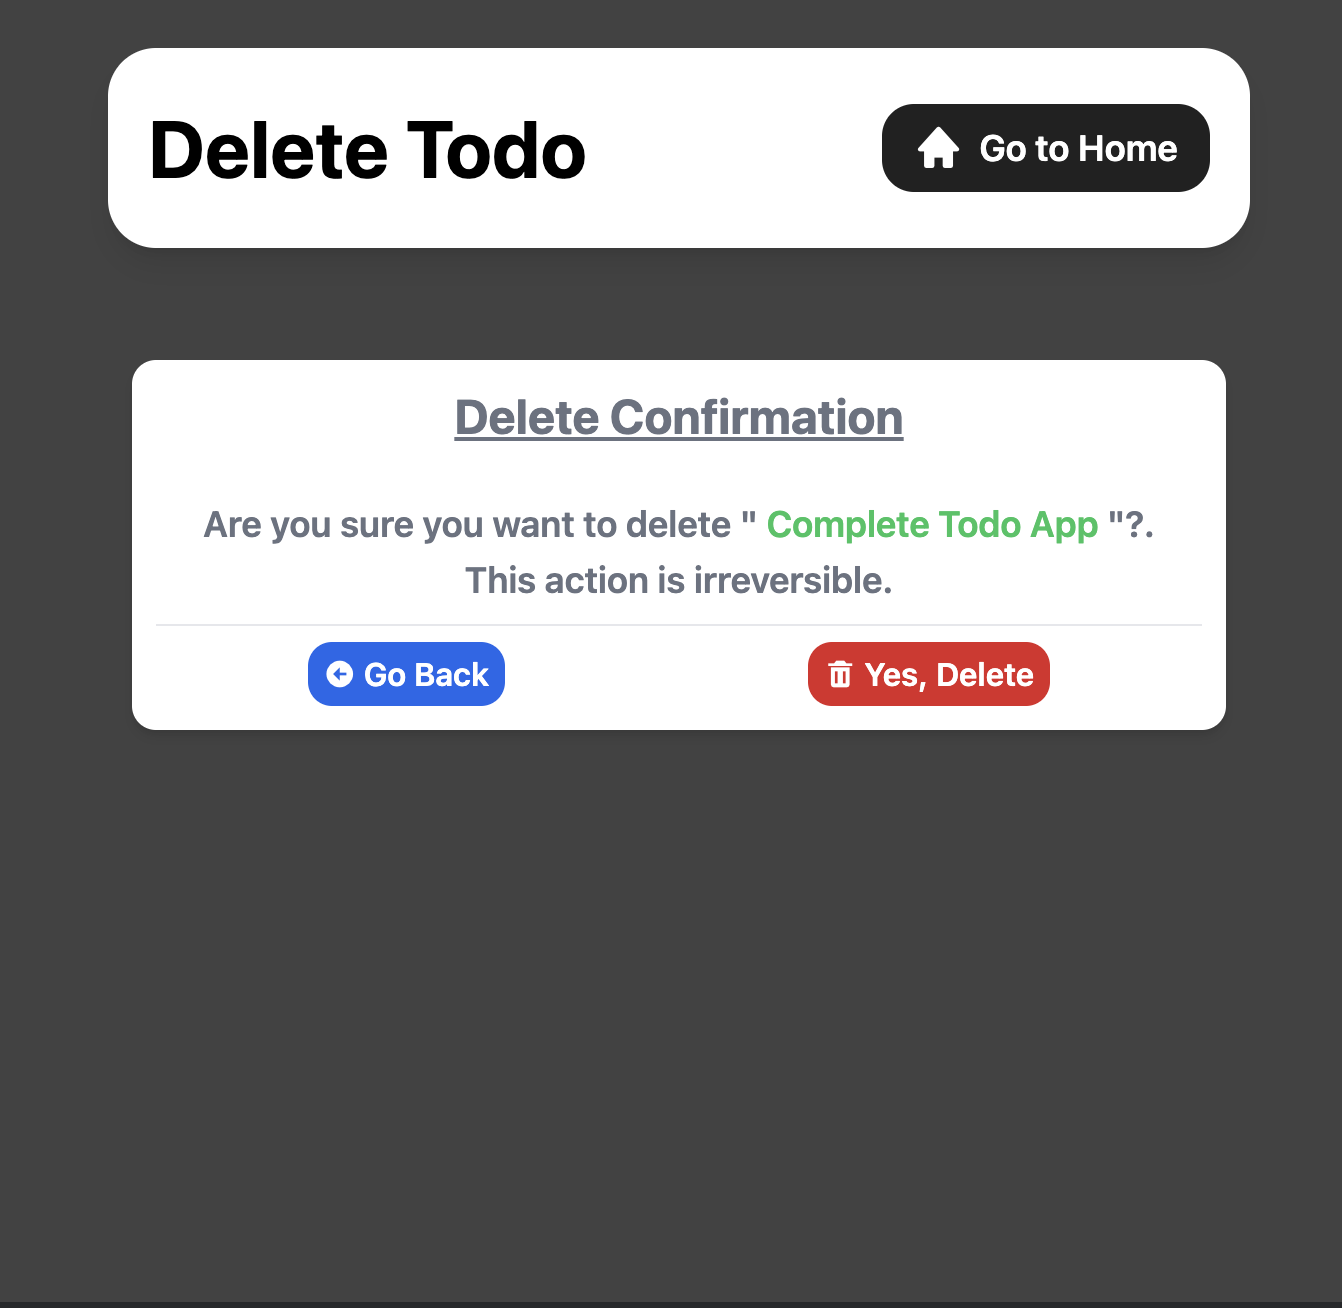 Delete Todo
Go to Home
Delete Confirmation
Are you sure you want to delete " Complete Todo App "?.
This action is irreversible.
Go Back
Yes, Delete